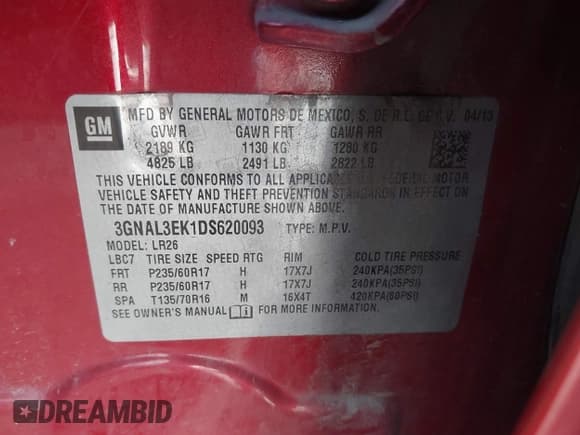 GM
MFD BY GENERAL MOTORS DE MEXICO, S. DE R.L. DE C.V. 04/13
GVWR GAWR FRT GAWR RR
2189 KG 1130 KG 1280 KG
4825 LB 2491 LB 2822 LB
THIS VEHICLE CONFORMS TO ALL APPLICABLE U.S. FEDERAL MOTOR
VEHICLE SAFETY AND THEFT PREVENTION STANDARDS IN EFFECT ON
THE DATE OF MANUFACTURE SHOWN ABOVE.
3GNAL3EK1DS620093 TYPE: M.P.V.
MODEL: LR26
LBC7 TIRE SIZE SPEED RTG RIM COLD TIRE PRESSURE
FRT P235/60R17 H 17X7J 240KPA(35PSI)
RR P235/60R17 H 17X7J 240KPA(35PSI)
SPA T135/70R16 M 16X4T 420KPA(60PSI)
SEE OWNER'S MANUAL FOR MORE INFORMATION.
DREAMBID